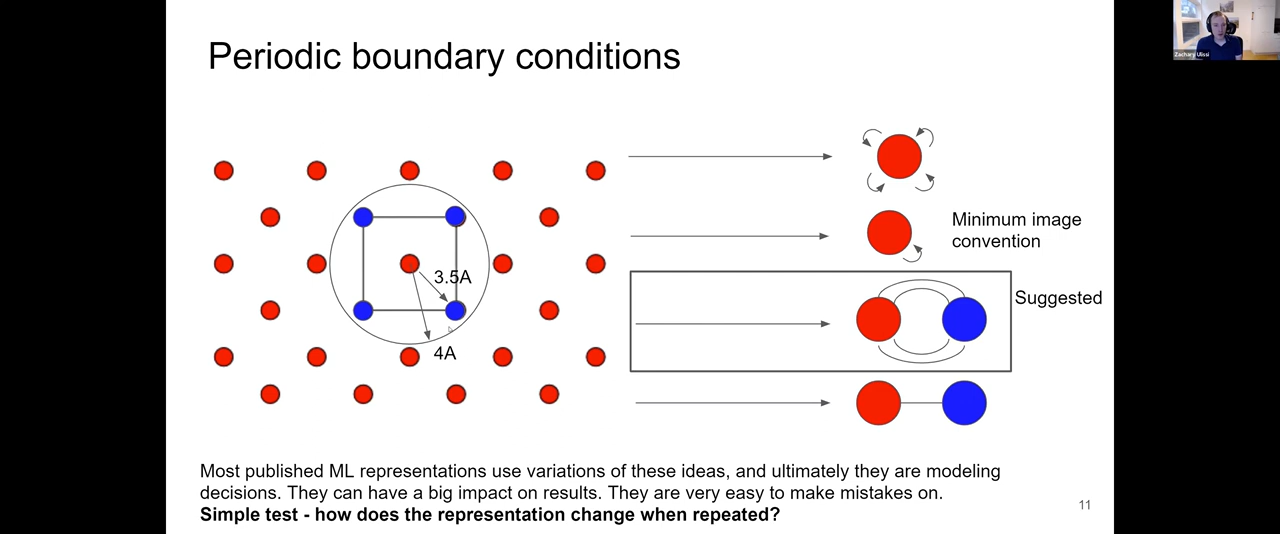 Periodic boundary conditions
Zachary Ulissi
3.5A
4A
Minimum image
convention
Suggested
Most published ML representations use variations of these ideas, and ultimately they are modeling
decisions. They can have a big impact on results. They are very easy to make mistakes on.
Simple test - how does the representation change when repeated?
11